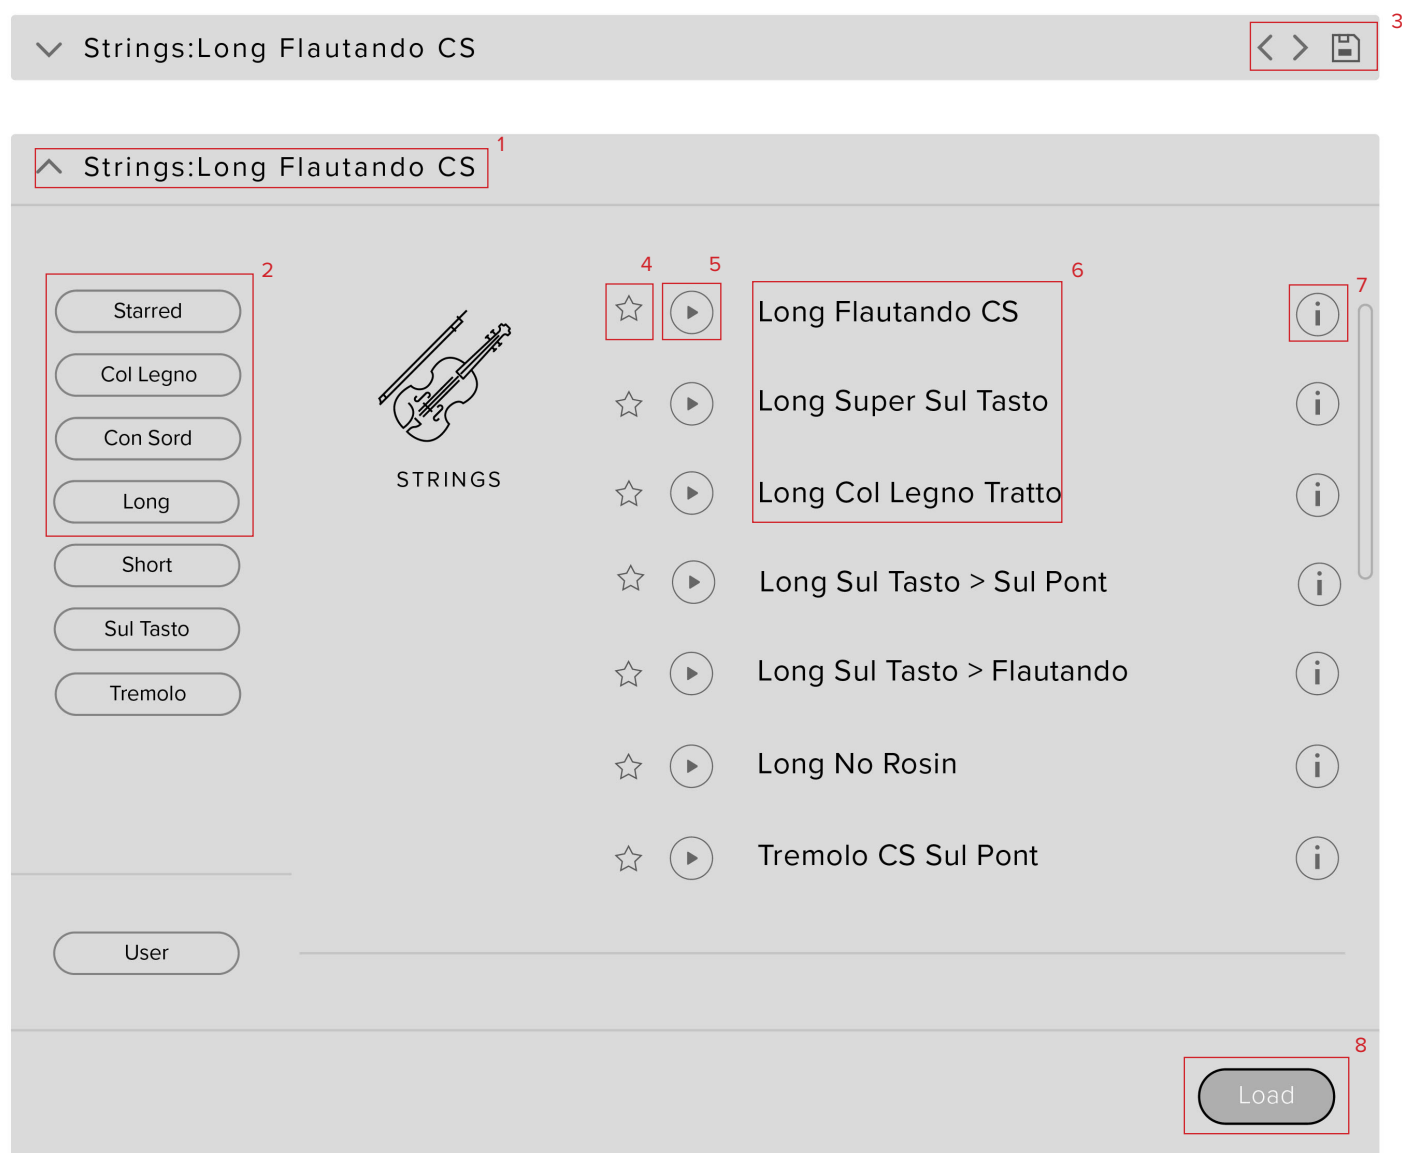 Strings:Long Flautando CS
3
Strings:Long Flautando CS
1
2
Starred
Col Legno
Con Sord
Long
Short
Sul Tasto
Tremolo
User
STRINGS
4
5
6
7
Long Flautando CS
Long Super Sul Tasto
Long Col Legno Tratto
Long Sul Tasto > Sul Pont
Long Sul Tasto > Flautando
Long No Rosin
Tremolo CS Sul Pont
8
Load